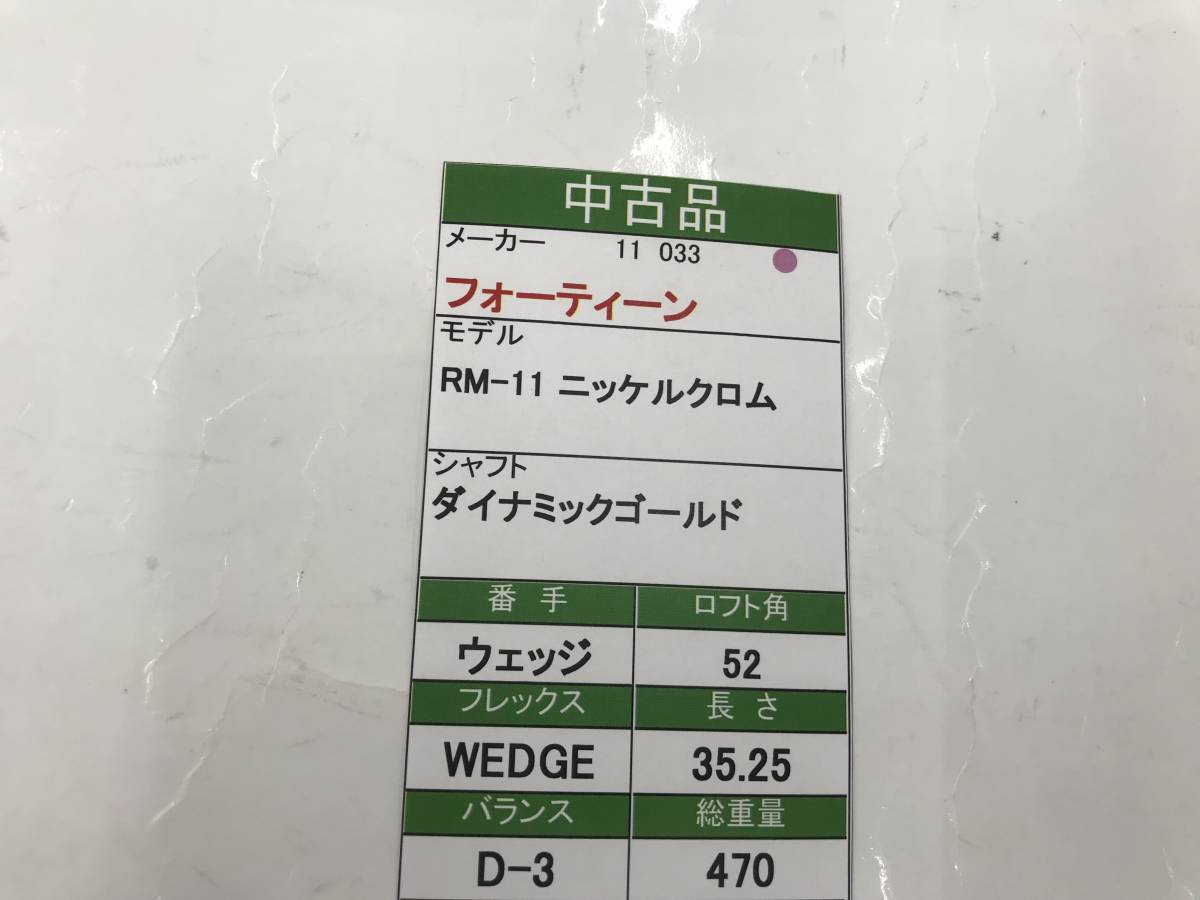 中古品
メーカー 11 033
フォーティーン
モデル
RM-11 ニッケルクロム
シャフト
ダイナミックゴールド
番 手 ロフト角
ウェッジ 52
フレックス 長 さ
WEDGE 35.25
バランス 総重量
D-3 470